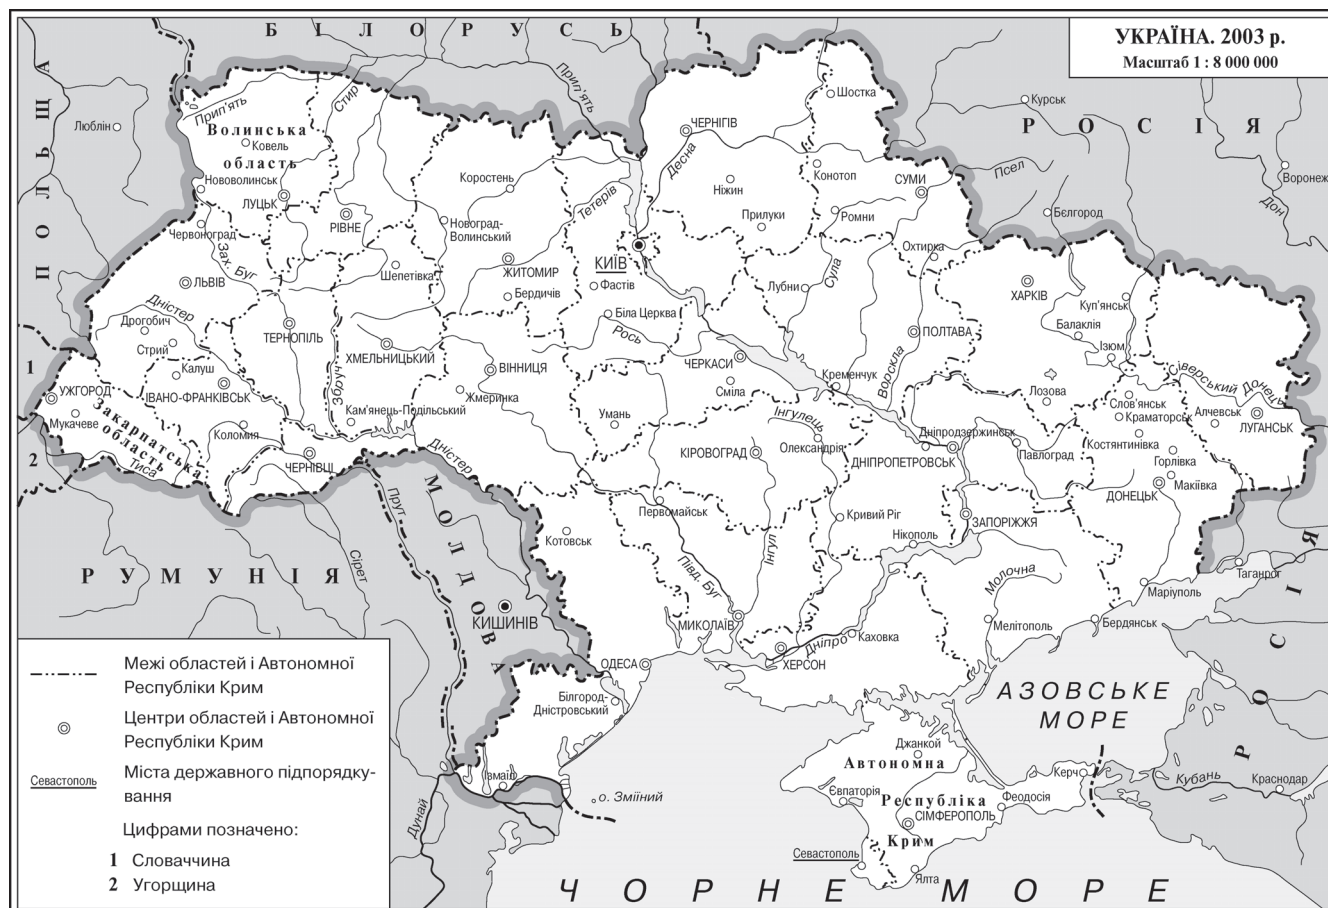 УКРАЇНА. 2003 р.
Масштаб 1 : 8 000 000
БІЛОРУСЬ
ПОЛЬЩА
РОСІЯ
Люблін
Прип'ять
Стир
Прип'ять
Шостка
Курськ
Волинська
область
Ковель
ЧЕРНІГІВ
Десна
Нововолинськ
ЛУЦЬК
РІВНЕ
Коростень
Тетерів
Ніжин
Конотоп
СУМИ
Псел
Воронеж
Дон
Прилуки
Ромни
Бєлгород
Червоноград
Новоград-
Волинський
Зах. Буг
Шепетівка
ЖИТОМИР
КИЇВ
Охтирка
Сула
ЛЬВІВ
Бердичів
Фастів
Лубни
ХАРКІВ
Куп'янськ
Дністер
Дрогобич
Біла Церква
Рось
Балаклія
Ізюм
ТЕРНОПІЛЬ
ХМЕЛЬНИЦЬКИЙ
ПОЛТАВА
Ворскла
Стрий
Калуш
Збруч
ВІННИЦЯ
ЧЕРКАСИ
Кременчук
Сіверський Донець
1
УЖГОРОД
ІВАНО-ФРАНКІВСЬК
Жмеринка
Сміла
Лозова
Слов'янськ
Алчевськ
Мукачеве
Закарпатська
область
Кам'янець-Подільський
Умань
Інгулець
Краматорськ
ЛУГАНСЬК
Коломия
Олександрія
Дніпродзержинськ
Костянтинівка
2
Тиса
ЧЕРНІВЦІ
Дністер
КІРОВОГРАД
ДНІПРОПЕТРОВСЬК
Павлоград
Горлівка
Макіївка
ДОНЕЦЬК
Прут
МОЛДОВА
Первомайськ
Кривий Ріг
ЗАПОРІЖЖЯ
Котовськ
Нікополь
Сірет
Інгул
РУМУНІЯ
Півд. Буг
Молочна
Таганрог
Маріуполь
КИШИНІВ
МИКОЛАЇВ
Мелітополь
Бердянськ
РОСІЯ
Дніпро
Каховка
ОДЕСА
ХЕРСОН
Білгород-
Дністровський
АЗОВСЬКЕ
МОРЕ
Джанкой
Автономна
Керч
Кубань
Краснодар
Ізмаїл
о. Зміїний
Євпаторія
Республіка
Феодосія
Дунай
СІМФЕРОПОЛЬ
Крим
Севастополь
Ялта
ЧОРНЕ МОРЕ
Межі областей і Автономної
Республіки Крим
Центри областей і Автономної
Республіки Крим
Севастополь
Міста державного підпорядку-
вання
Цифрами позначено:
1 Словаччина
2 Угорщина